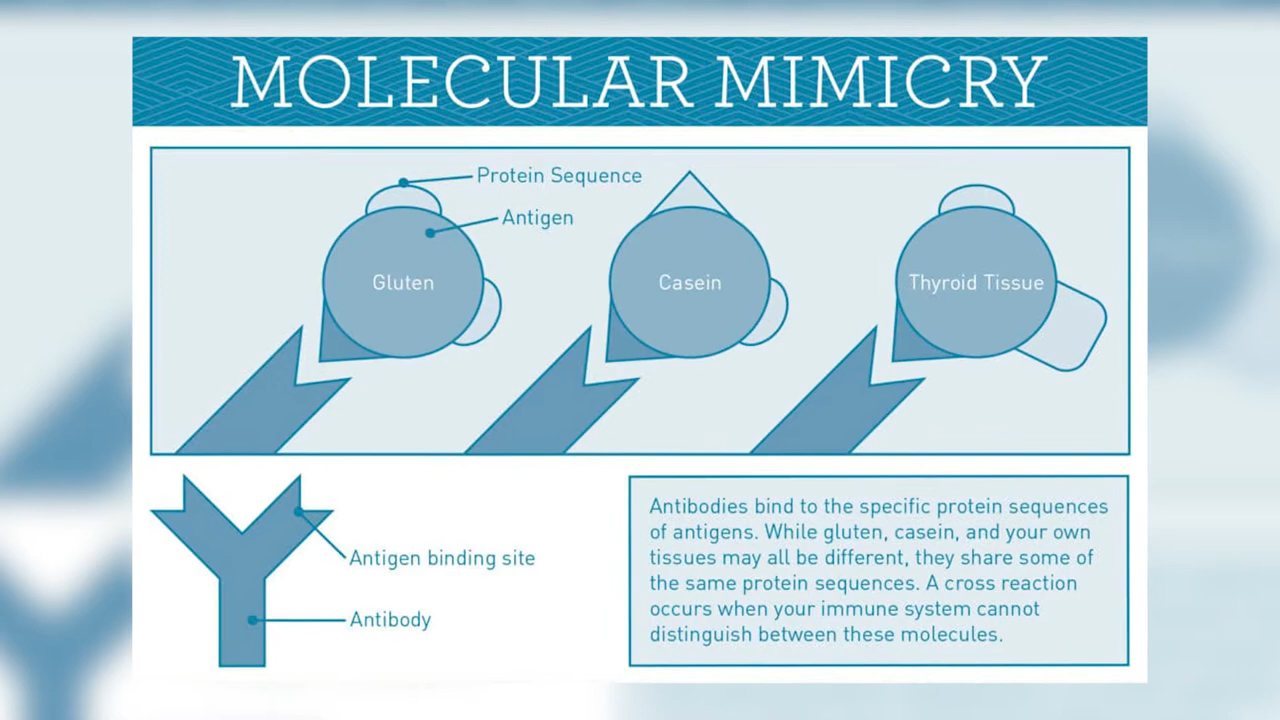 MOLECULAR MIMICRY
Protein Sequence
Antigen
Gluten
Casein
Thyroid Tissue
Antigen binding site
Antibody
Antibodies bind to the specific protein sequences
of antigens. While gluten, casein, and your own
tissues may all be different, they share some of
the same protein sequences. A cross reaction
occurs when your immune system cannot
distinguish between these molecules.